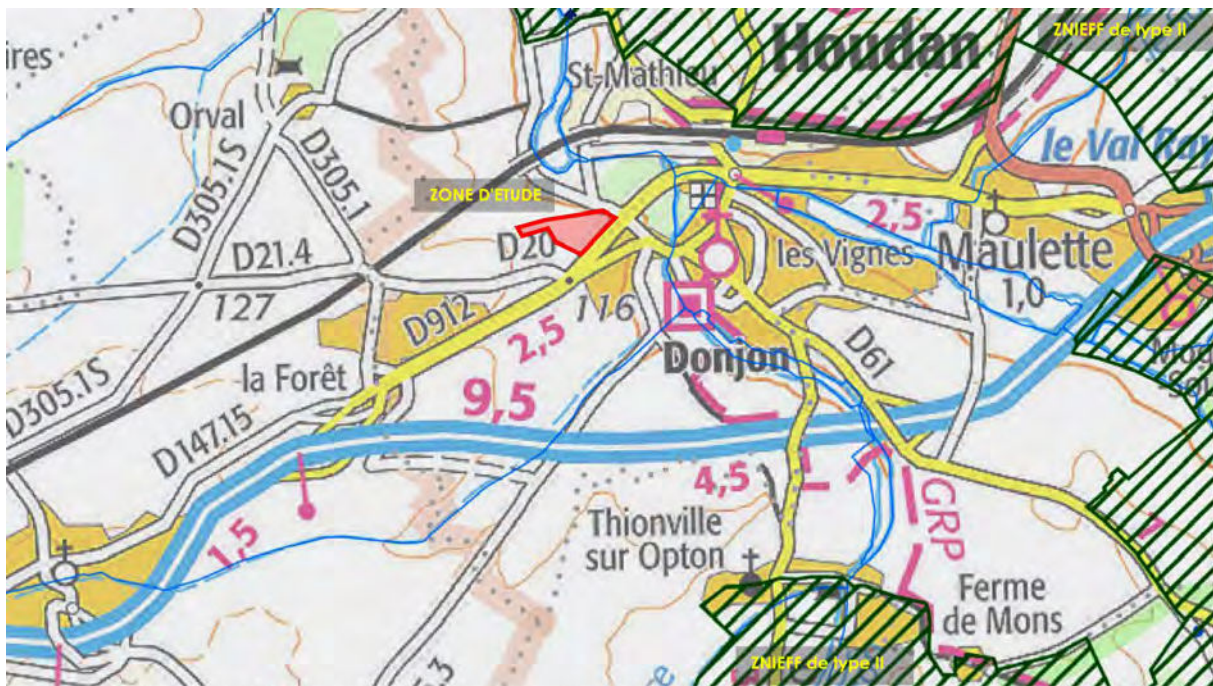 ZNIEFF de type II
Houdan
ires
St-Mathieu
Orval
le Val Ray
D305.1S
D305.1
ZONE D'ETUDE
2,5
D20
les Vignes
Maulette
D21.4
1,0
127
116
D912
2,5
Donjon
D61
la Forêt
9,5
D305.1S
D147.15
4,5
GRP
1
Thionville
sur Opton
1,5
Ferme
de Mons
ZNIEFF de type II
.3